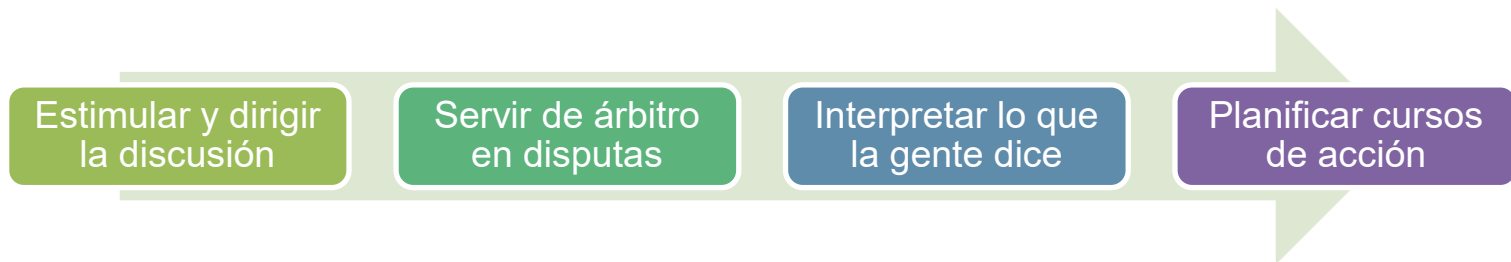 Estimular y dirigir
la discusión
Servir de árbitro
en disputas
Interpretar lo que
la gente dice
Planificar cursos
de acción